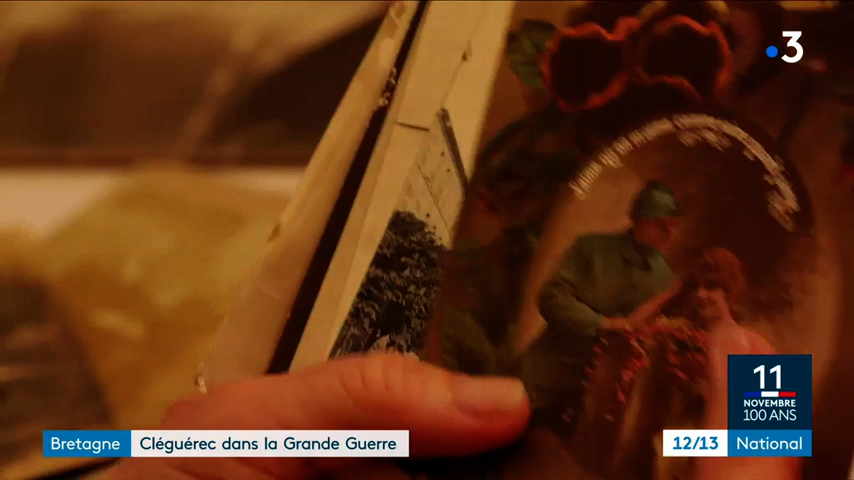 3
11
NOVEMBRE
100 ANS
Bretagne Cléguérec dans la Grande Guerre
12/13 National